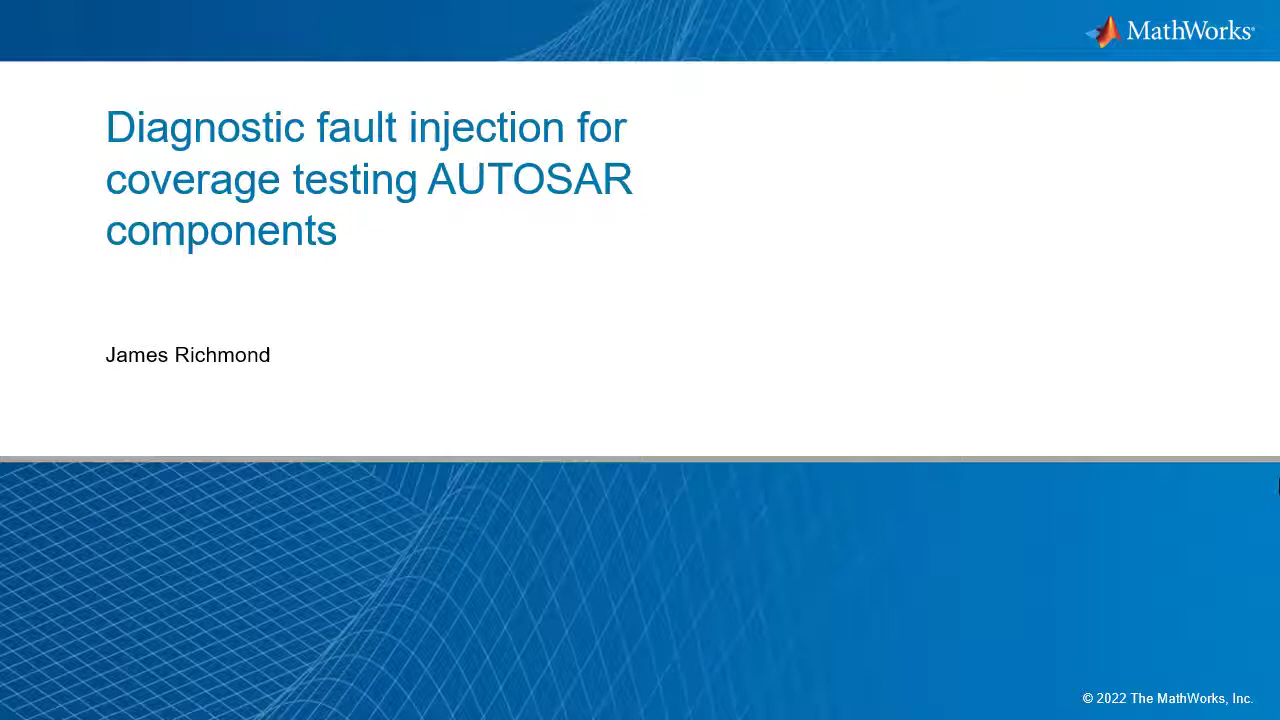 MathWorks®
Diagnostic fault injection for
coverage testing AUTOSAR
components
James Richmond
© 2022 The MathWorks, Inc.